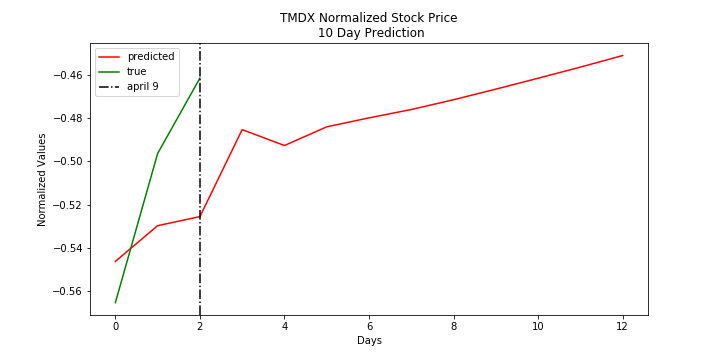 TMDX Normalized Stock Price
10 Day Prediction
predicted
true
april 9
−0.46
−0.48
−0.50
−0.52
−0.54
−0.56
Normalized Values
0 2 4 6 8 10 12
Days